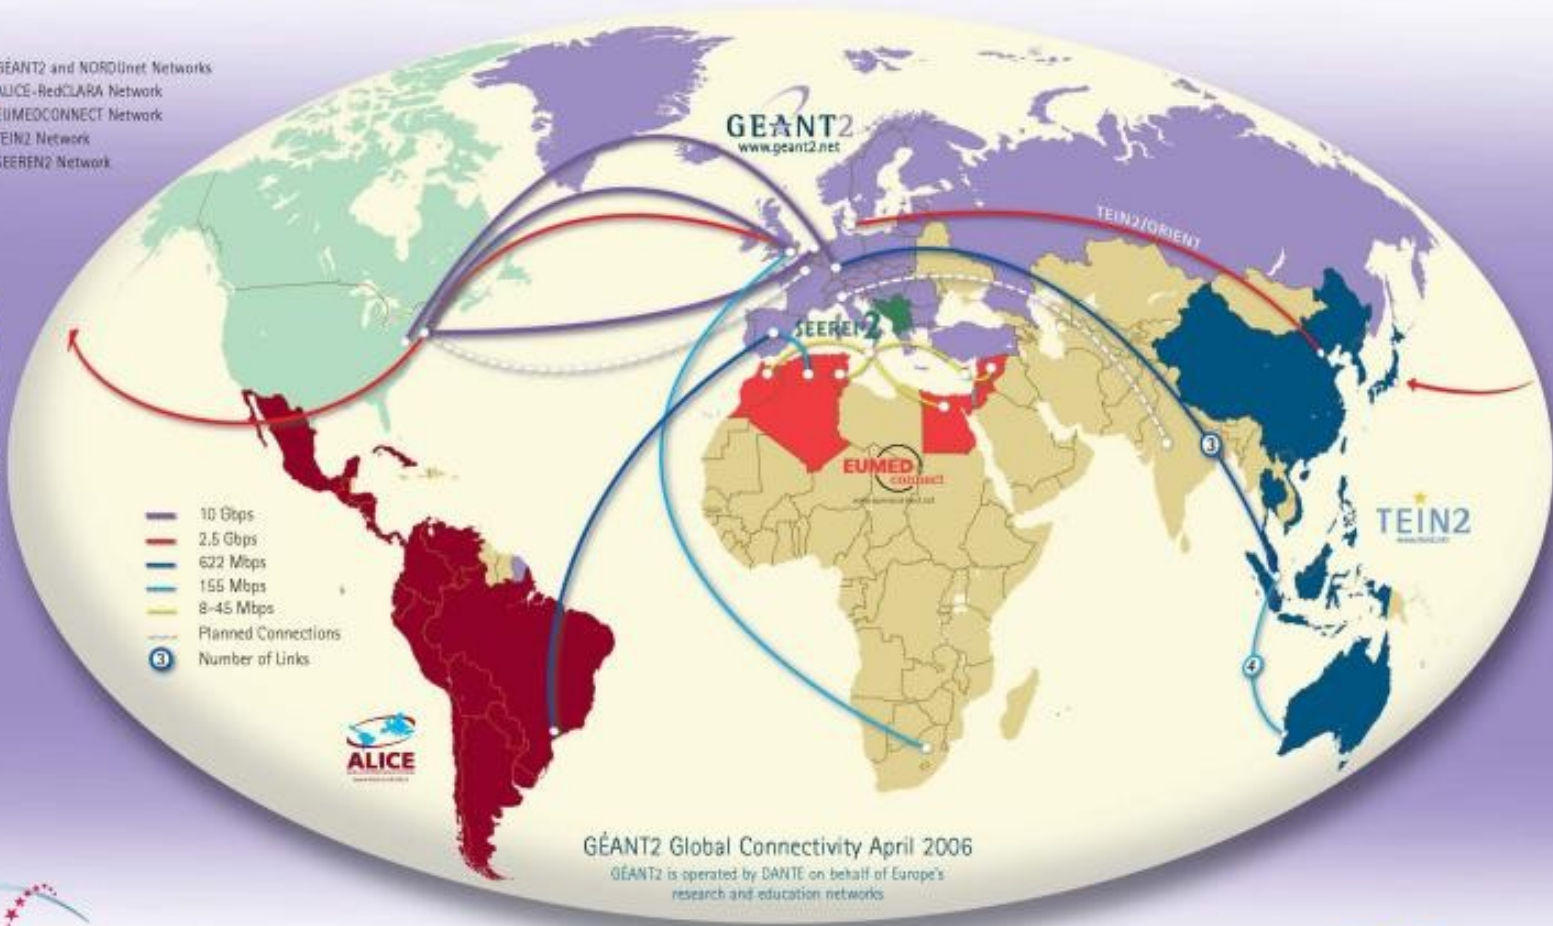 GÉANT2 and NORDUnet Networks
ALICE-RedCLARA Network
EUMEDCONNECT Network
TEIN2 Network
SEEREN2 Network
GEANT2
www.geant2.net
TEIN2/ORIENT
SEEREN2
3
EUMED
connect
10 Gbps
2.5 Gbps
622 Mbps
155 Mbps
8-45 Mbps
Planned Connections
3 Number of Links
TEIN2
4
ALICE
GÉANT2 Global Connectivity April 2006
GÉANT2 is operated by DANTE on behalf of Europe's
research and education networks